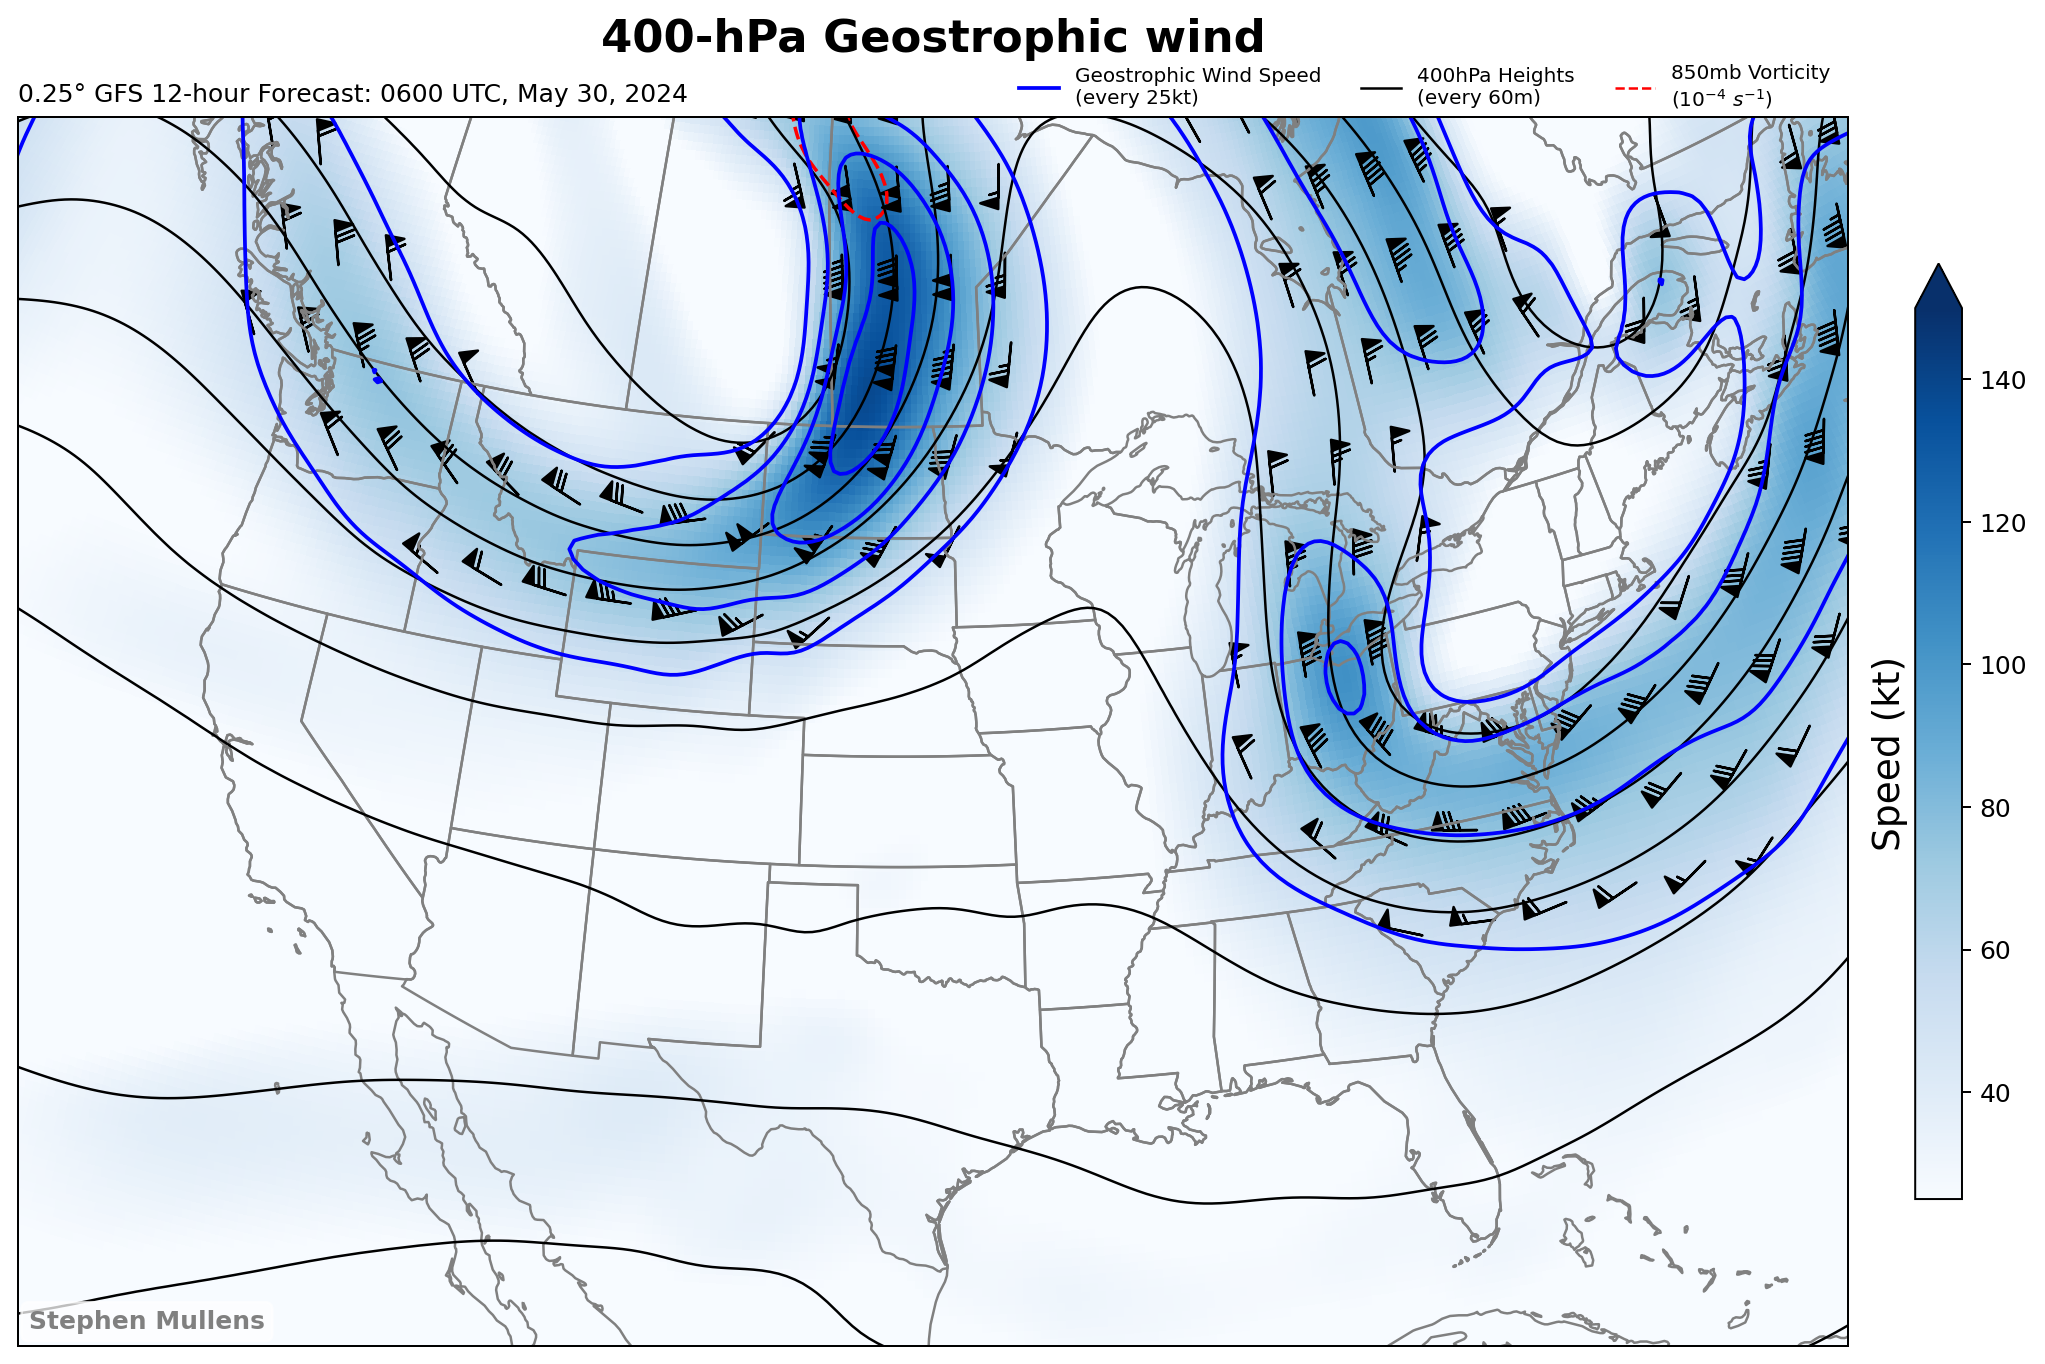 400-hPa Geostrophic wind
0.25° GFS 12-hour Forecast: 0600 UTC, May 30, 2024
Geostrophic Wind Speed
(every 25kt)
400hPa Heights
(every 60m)
850mb Vorticity
(10⁻⁴ s⁻¹)
140
120
100
80
60
40
Speed (kt)
Stephen Mullens